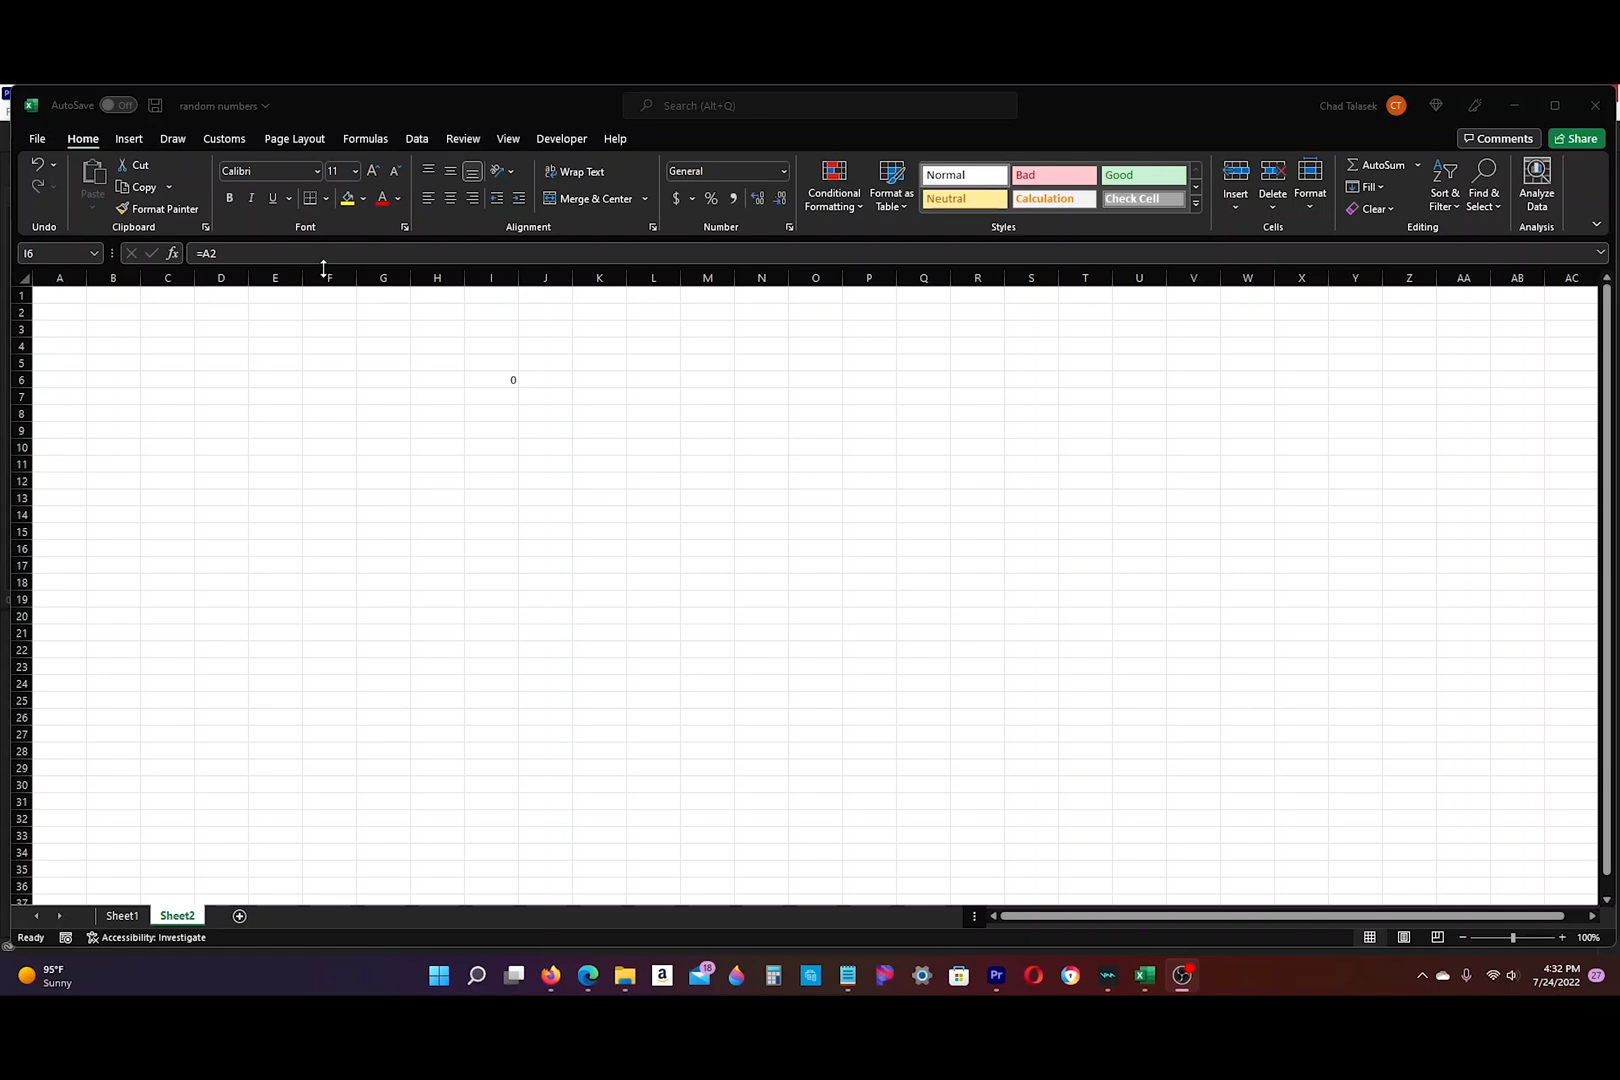 AutoSave Off random numbers Search (Alt+Q) Chad Talasek CT
File Home Insert Draw Customs Page Layout Formulas Data Review View Developer Help Comments Share
Paste Cut Copy Format Painter
Calibri 11 A A B I U A
Wrap Text Merge & Center
General $ % 9
Conditional Formatting Format as Table
Normal Bad Good
Neutral Calculation Check Cell
Insert Delete Format
AutoSum Fill Clear Sort & Filter Find & Select Analyze Data
Undo Clipboard Font Alignment Number Styles Cells Editing Analysis
I6 fx =A2
A B C D E F G H I J K L M N O P Q R S T U V W X Y Z AA AB AC
1
2
3
4
5
6 0
7
8
9
10
11
12
13
14
15
16
17
18
19
20
21
22
23
24
25
26
27
28
29
30
31
32
33
34
35
36
37
Sheet1 Sheet2
Ready Accessibility: Investigate 100%
95°F
Sunny
18
4:32 PM
7/24/2022 27